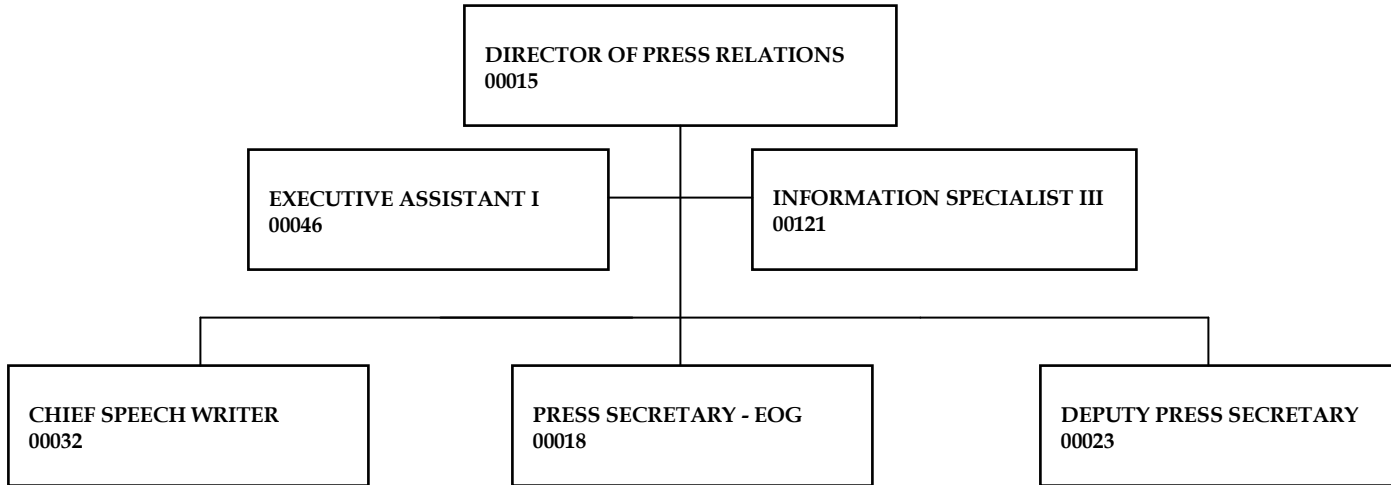 DIRECTOR OF PRESS RELATIONS
00015
EXECUTIVE ASSISTANT I
00046
INFORMATION SPECIALIST III
00121
CHIEF SPEECH WRITER
00032
PRESS SECRETARY - EOG
00018
DEPUTY PRESS SECRETARY
00023